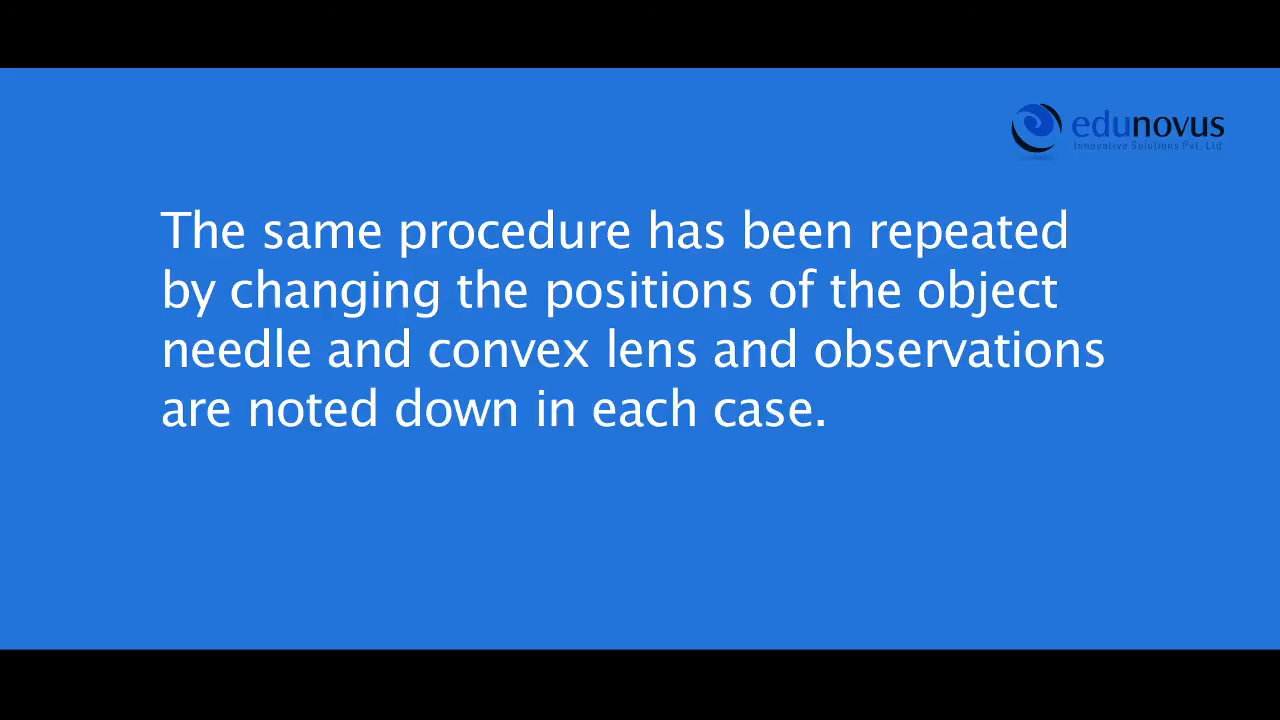 edunovus
Innovative Solutions Pvt. Ltd
The same procedure has been repeated
by changing the positions of the object
needle and convex lens and observations
are noted down in each case.